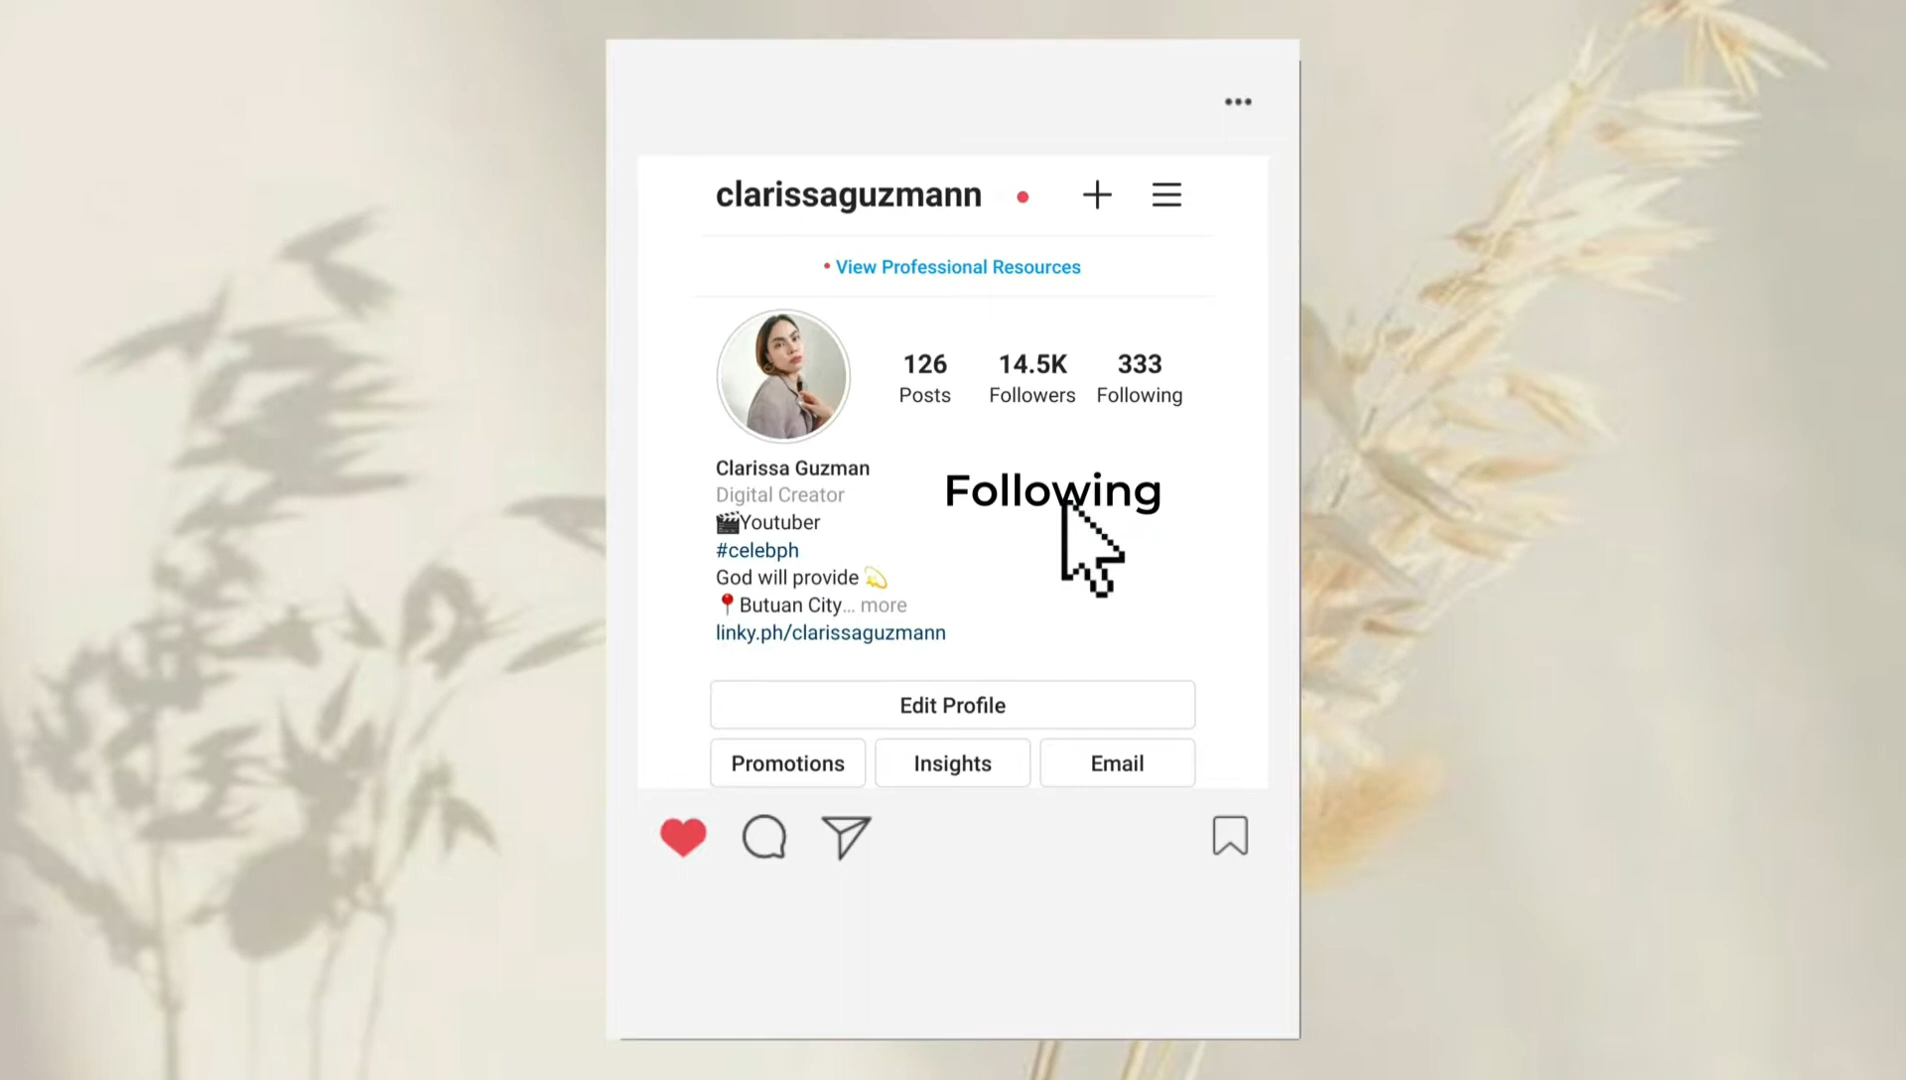 clarissaguzmann
• View Professional Resources
126 14.5K 333
Posts Followers Following
Clarissa Guzman
Digital Creator
Following
🎬Youtuber
#celebph
God will provide 💫
📍Butuan City... more
linky.ph/clarissaguzmann
Edit Profile
Promotions Insights Email